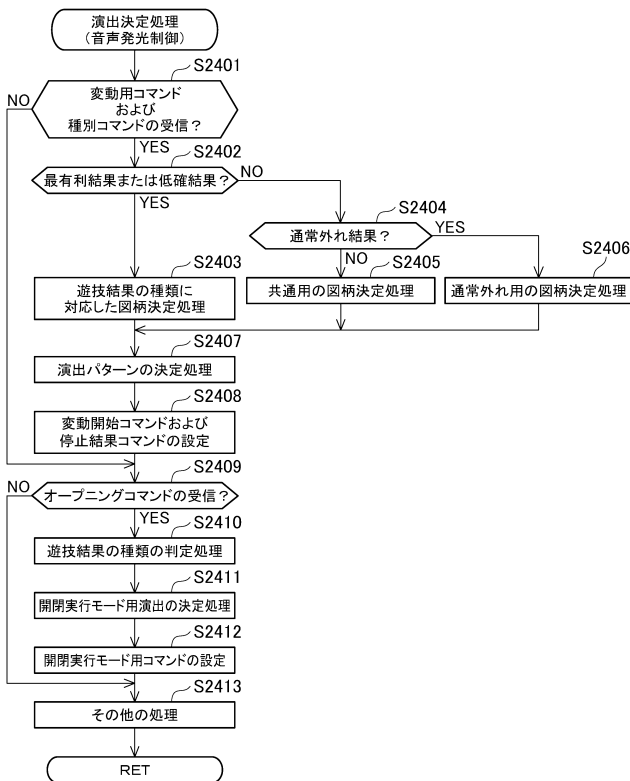 演出決定処理
(音声発光制御)
S2401
NO
変動用コマンド
および
種別コマンドの受信?
YES
S2402
最有利結果または低確結果?
NO
YES
S2404
通常外れ結果?
YES
NO
S2403
遊技結果の種類に
対応した図柄決定処理
S2405
共通用の図柄決定処理
S2406
通常外れ用の図柄決定処理
S2407
演出パターンの決定処理
S2408
変動開始コマンドおよび
停止結果コマンドの設定
S2409
NO
オープニングコマンドの受信?
YES
S2410
遊技結果の種類の判定処理
S2411
開閉実行モード用演出の決定処理
S2412
開閉実行モード用コマンドの設定
S2413
その他の処理
RET